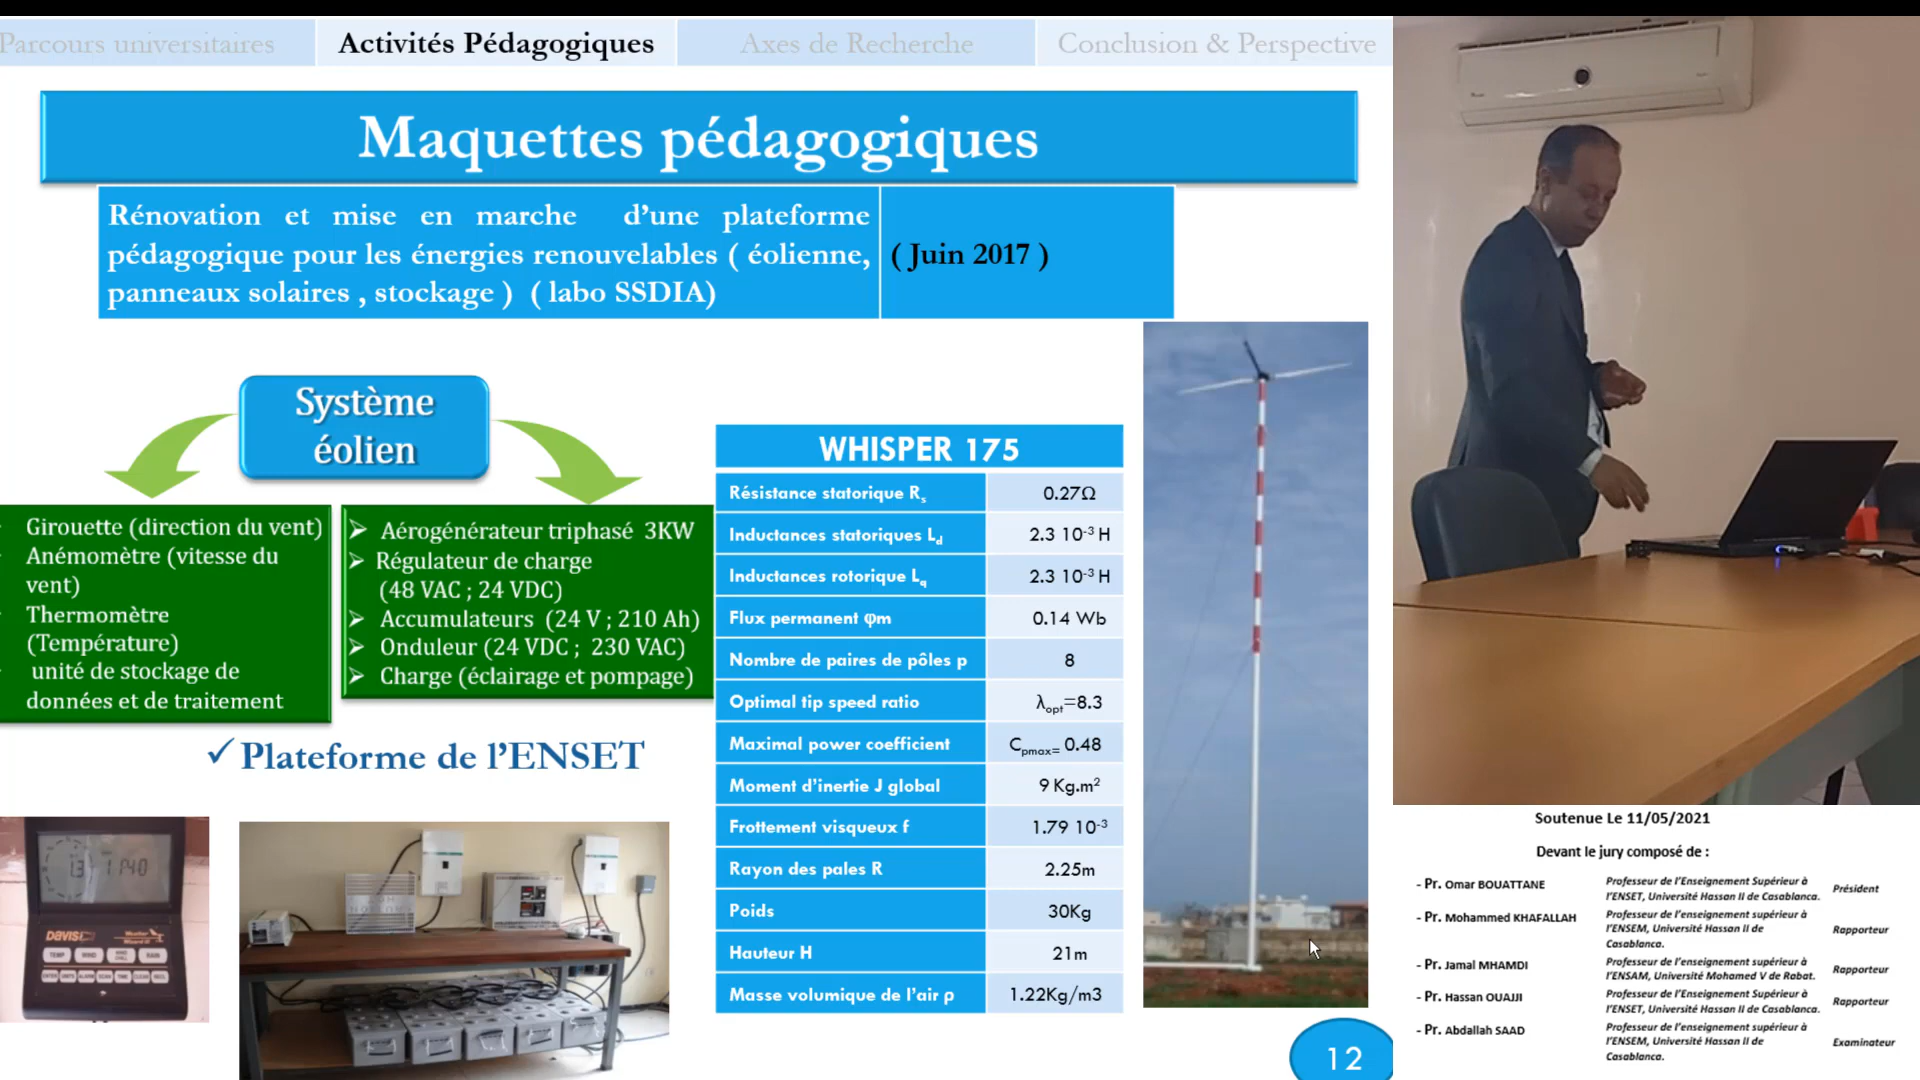 Parcours universitaires
Activités Pédagogiques
Axes de Recherche
Conclusion & Perspective
Maquettes pédagogiques
Rénovation et mise en marche d'une plateforme
pédagogique pour les énergies renouvelables ( éolienne,
panneaux solaires , stockage ) ( labo SSDIA)
( Juin 2017 )
Système
éolien
Girouette (direction du vent)
Anémomètre (vitesse du
vent)
Thermomètre
(Température)
unité de stockage de
données et de traitement
➢ Aérogénérateur triphasé 3KW
➢ Régulateur de charge
(48 VAC ; 24 VDC)
➢ Accumulateurs (24 V ; 210 Ah)
➢ Onduleur (24 VDC ; 230 VAC)
➢ Charge (éclairage et pompage)
✓ Plateforme de l'ENSET
WHISPER 175
Résistance statorique Rs 0.27Ω
Inductances statoriques Ld 2.3 10⁻³ H
Inductances rotorique Lq 2.3 10⁻³ H
Flux permanent φm 0.14 Wb
Nombre de paires de pôles p 8
Optimal tip speed ratio λopt=8.3
Maximal power coefficient Cpmax= 0.48
Moment d'inertie J global 9 Kg.m²
Frottement visqueux f 1.79 10⁻³
Rayon des pales R 2.25m
Poids 30Kg
Hauteur H 21m
Masse volumique de l'air ρ 1.22Kg/m3
DAVIS
TEMP WIND RAIN
12
Soutenue Le 11/05/2021
Devant le jury composé de :
- Pr. Omar BOUATTANE Professeur de l'Enseignement Supérieur à
l'ENSET, Université Hassan II de Casablanca. Président
- Pr. Mohammed KHAFALLAH Professeur de l'enseignement supérieur à
l'ENSEM, Université Hassan II de
Casablanca. Rapporteur
- Pr. Jamal MHAMDI Professeur de l'enseignement supérieur à
l'ENSAM, Université Mohamed V de Rabat. Rapporteur
- Pr. Hassan OUAJJI Professeur de l'Enseignement Supérieur à
l'ENSET, Université Hassan II de Casablanca. Rapporteur
- Pr. Abdallah SAAD Professeur de l'enseignement supérieur à
l'ENSEM, Université Hassan II de
Casablanca. Examinateur